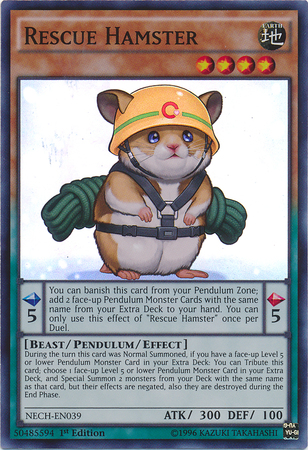 RESCUE HAMSTER
EARTH
地
C
You can banish this card from your Pendulum Zone;
add 2 face-up Pendulum Monster Cards with the same
name from your Extra Deck to your hand. You can
only use this effect of "Rescue Hamster" once per
Duel.
5
5
[BEAST/PENDULUM/EFFECT]
During the turn this card was Normal Summoned, if you have a face-up Level 5
or lower Pendulum Monster Card in your Extra Deck: You can Tribute this
card; choose 1 face-up Level 5 or lower Pendulum Monster Card in your Extra
Deck, and Special Summon 2 monsters from your Deck with the same name
as that card, but their effects are negated, also they are destroyed during the
End Phase.
NECH-EN039
ATK/ 300 DEF/ 100
50485594 1st Edition
©1996 KAZUKI TAKAHASHI